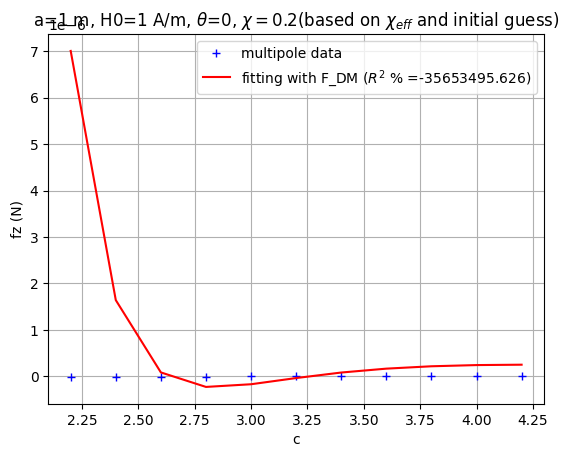 a=1 m, H0=1 A/m, θ=0, χ = 0.2(based on χ_eff and initial guess)
1e−6
multipole data
fitting with F_DM (R² % =-35653495.626)
7
6
5
4
3
2
1
0
fz (N)
2.25 2.50 2.75 3.00 3.25 3.50 3.75 4.00 4.25
c